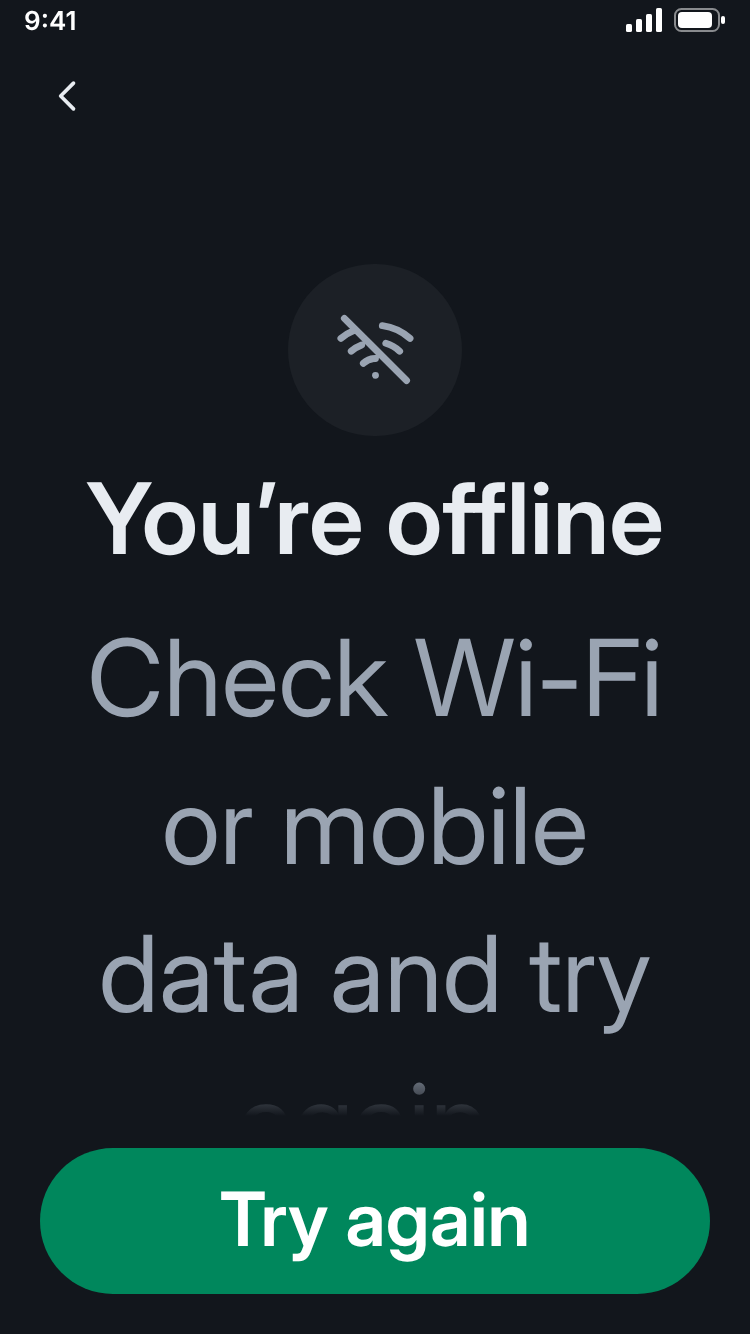 9:41
You’re offline
Check Wi-Fi
or mobile
data and try
Try again